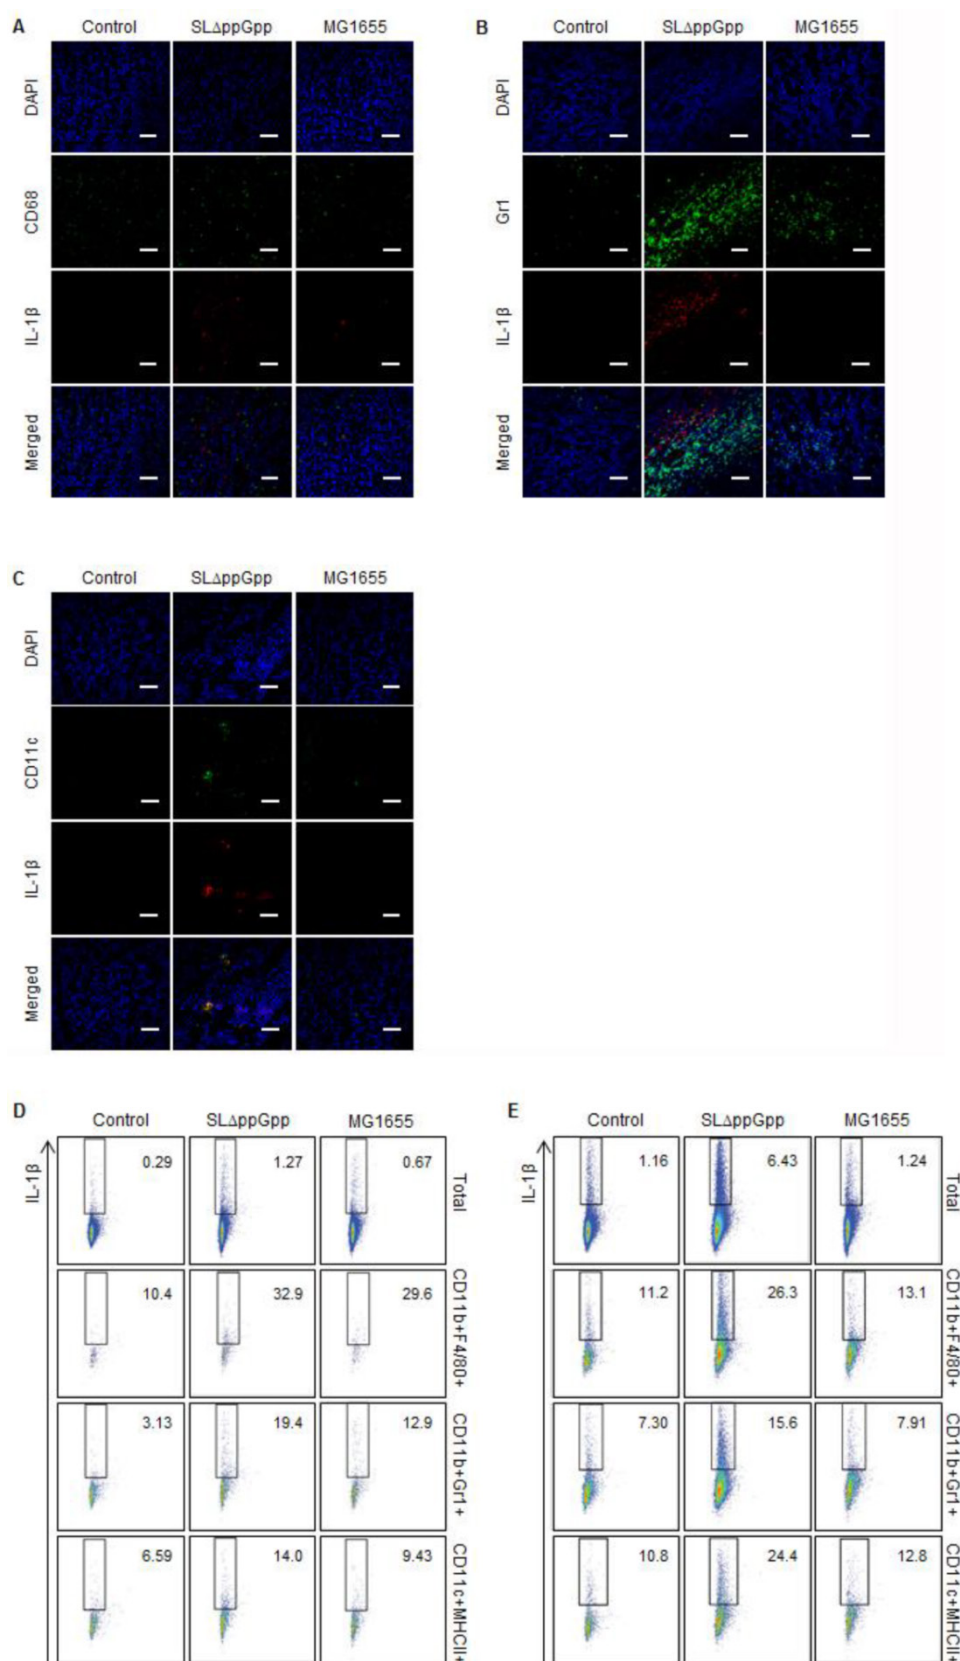 A Control SLΔppGpp MG1655
DAPI
CD68
IL-1β
Merged
B Control SLΔppGpp MG1655
DAPI
Gr1
IL-1β
Merged
C Control SLΔppGpp MG1655
DAPI
CD11c
IL-1β
Merged
D Control SLΔppGpp MG1655
IL-1β
0.29 1.27 0.67 Total
10.4 32.9 29.6 CD11b+F4/80+
3.13 19.4 12.9 CD11b+Gr1+
6.59 14.0 9.43 CD11c+MHCII+
E Control SLΔppGpp MG1655
IL-1β
1.16 6.43 1.24 Total
11.2 26.3 13.1 CD11b+F4/80+
7.30 15.6 7.91 CD11b+Gr1+
10.8 24.4 12.8 CD11c+MHCII+